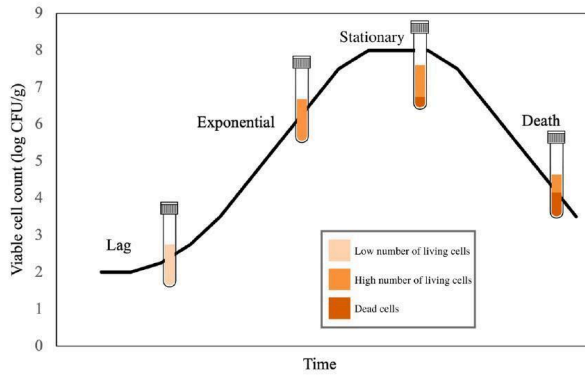 9
8
7
6
5
4
3
2
1
0
Viable cell count (log CFU/g)
Lag
Exponential
Stationary
Death
Low number of living cells
High number of living cells
Dead cells
Time